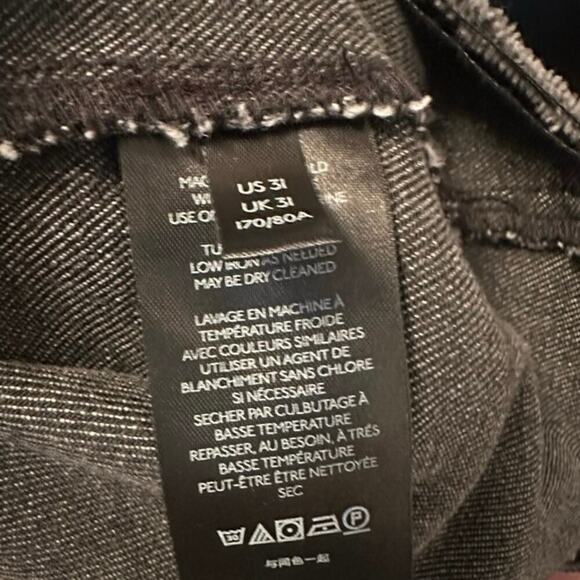 US 31
UK 31
170/80A
LOW IRON AS NEEDED
MAY BE DRY CLEANED
LAVAGE EN MACHINE À
TEMPÉRATURE FROIDE
AVEC COULEURS SIMILAIRES
UTILISER UN AGENT DE
BLANCHIMENT SANS CHLORE
SI NÉCESSAIRE
SECHER PAR CULBUTAGE À
BASSE TEMPERATURE
REPASSER, AU BESOIN, À TRÉS
BASSE TEMPÉRATURE
PEUT-ÊTRE ÊTRE NETTOYÉE
SEC
30
P
与同色一起